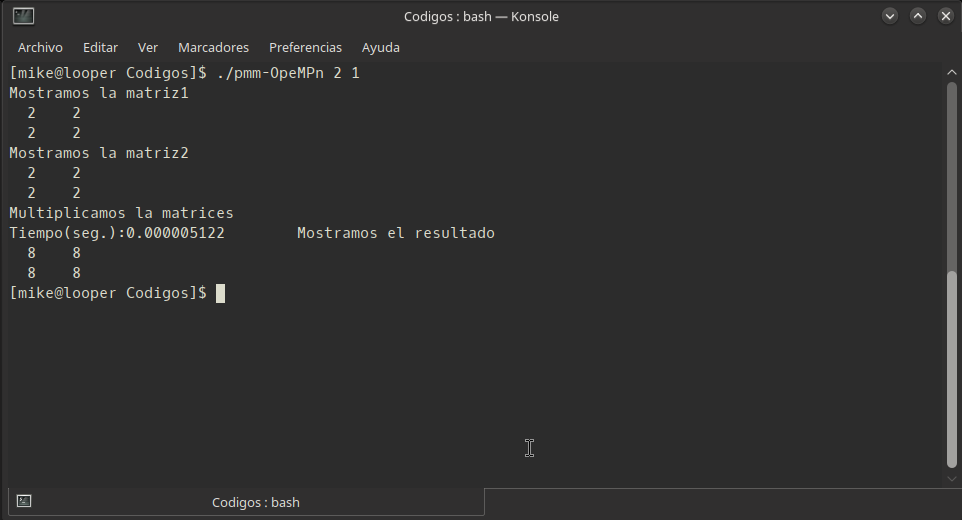 Codigos : bash — Konsole
Archivo Editar Ver Marcadores Preferencias Ayuda
[mike@looper Codigos]$ ./pmm-OpeMPn 2 1
Mostramos la matriz1
  2    2
  2    2
Mostramos la matriz2
  2    2
  2    2
Multiplicamos la matrices
Tiempo(seg.):0.000005122        Mostramos el resultado
  8    8
  8    8
[mike@looper Codigos]$
Codigos : bash